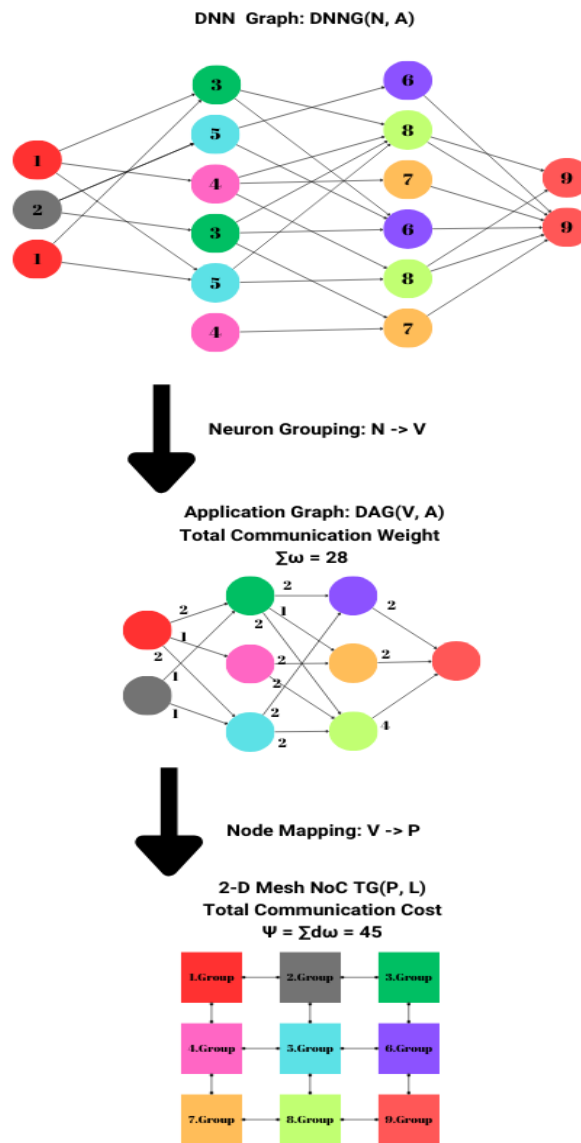 DNN Graph: DNNG(N, A)
3
6
5
8
1
4
7
9
2
3
6
9
1
5
8
4
7
Neuron Grouping: N -> V
Application Graph: DAG(V, A)
Total Communication Weight
∑ω = 28
2
2
1
2
2
1
2
2
2
2
1
2
1
2
4
2
Node Mapping: V -> P
2-D Mesh NoC TG(P, L)
Total Communication Cost
Ψ = ∑dω = 45
1.Group 2.Group 3.Group
4.Group 5.Group 6.Group
7.Group 8.Group 9.Group